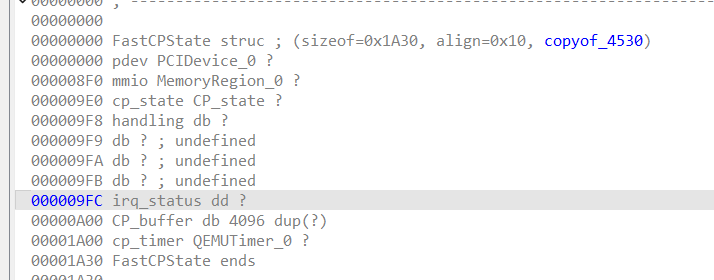 00000000 ; ----------------------------------------------------------------------
00000000
00000000 FastCPState struc ; (sizeof=0x1A30, align=0x10, copyof_4530)
00000000 pdev PCIDevice_0 ?
000008F0 mmio MemoryRegion_0 ?
000009E0 cp_state CP_state ?
000009F8 handling db ?
000009F9 db ? ; undefined
000009FA db ? ; undefined
000009FB db ? ; undefined
000009FC irq_status dd ?
00000A00 CP_buffer db 4096 dup(?)
00001A00 cp_timer QEMUTimer_0 ?
00001A30 FastCPState ends
00001A30